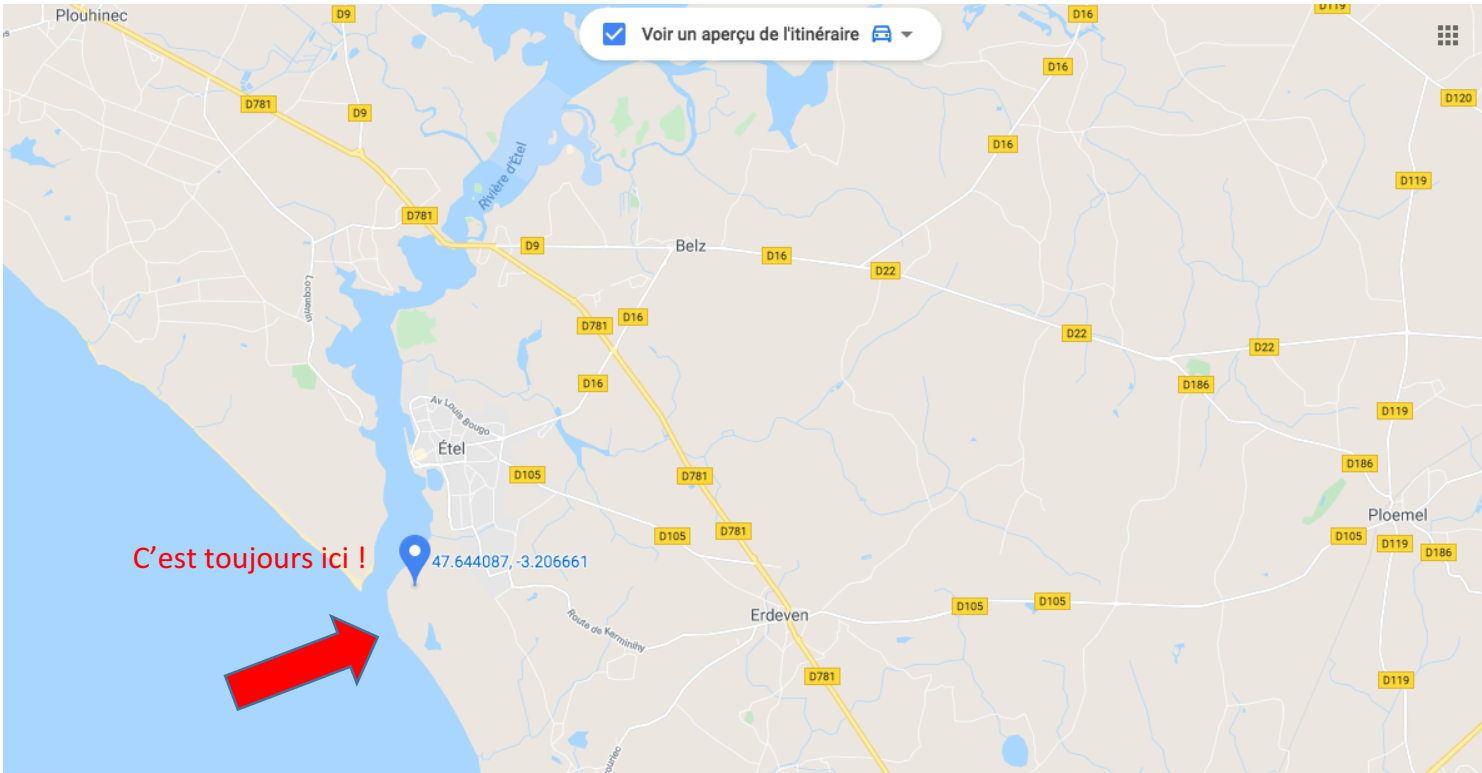 Plouhinec
D9
D16
D119
Voir un aperçu de l'itinéraire
D16
D120
D781
D9
D16
D119
Rivière d'Étel
D781
D9
Belz
D16
D22
Locquenin
D781
D16
D22
D22
D16
D186
Av Louis Bougo
D119
Étel
D105
D781
D186
Ploemel
D105
D781
D105
D119
D186
C'est toujours ici !
47.644087, -3.206661
D105
D105
Erdeven
Route de Kerminihy
D781
D119